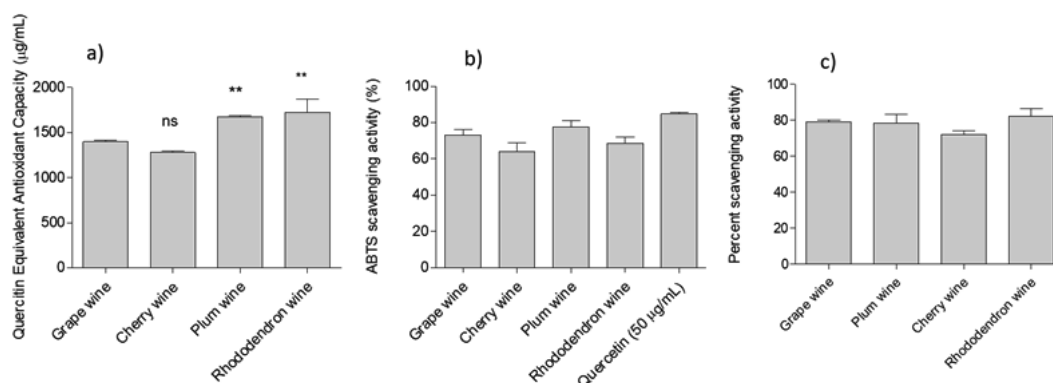 a)
Quercitin Equivalent Antioxidant Capacity (µg/mL)
2000
1500
1000
500
0
ns
**
**
Grape wine
Cherry wine
Plum wine
Rhododendron wine
b)
ABTS scavenging activity (%)
100
80
60
40
20
0
Grape wine
Cherry wine
Plum wine
Rhododendron wine
Quercetin (50 µg/mL)
c)
Percent scavenging activity
100
80
60
40
20
0
Grape wine
Plum wine
Cherry wine
Rhododendron wine